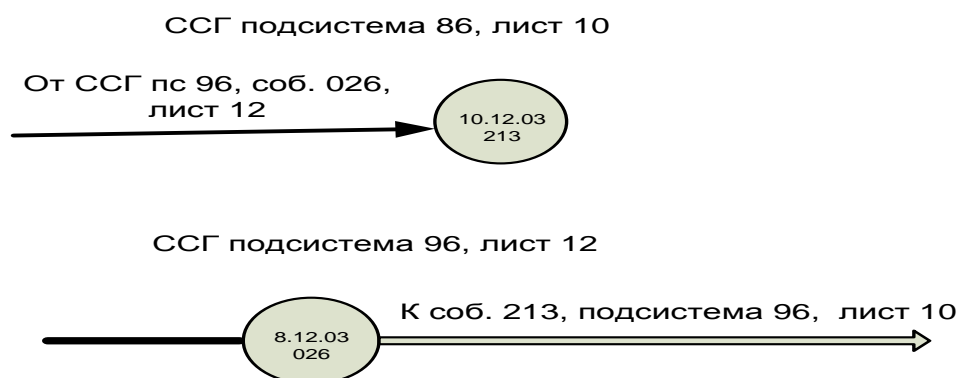 ССГ подсистема 86, лист 10
От ССГ пс 96, соб. 026,
лист 12
10.12.03
213
ССГ подсистема 96, лист 12
К соб. 213, подсистема 96, лист 10
8.12.03
026